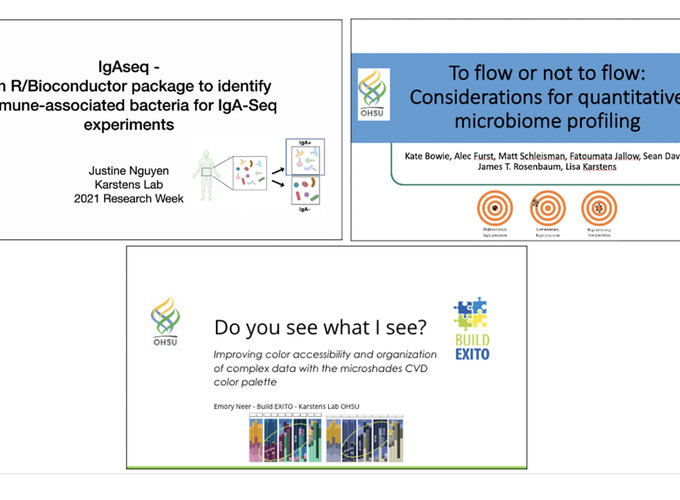 IgAseq -
R/Bioconductor package to identify
mune-associated bacteria for IgA-Seq
experiments
Justine Nguyen
Karstens Lab
2021 Research Week
IgA+
IgA-
OHSU
To flow or not to flow:
Considerations for quantitative
microbiome profiling
Kate Bowie, Alec Furst, Matt Schleisman, Fatoumata Jallow, Sean Dav
James T. Rosenbaum, Lisa Karstens
OHSU
Do you see what I see?
Improving color accessibility and organization
of complex data with the microshades CVD
color palette
Emory Neer - Build EXITO - Karstens Lab OHSU
BUILD
EXITO